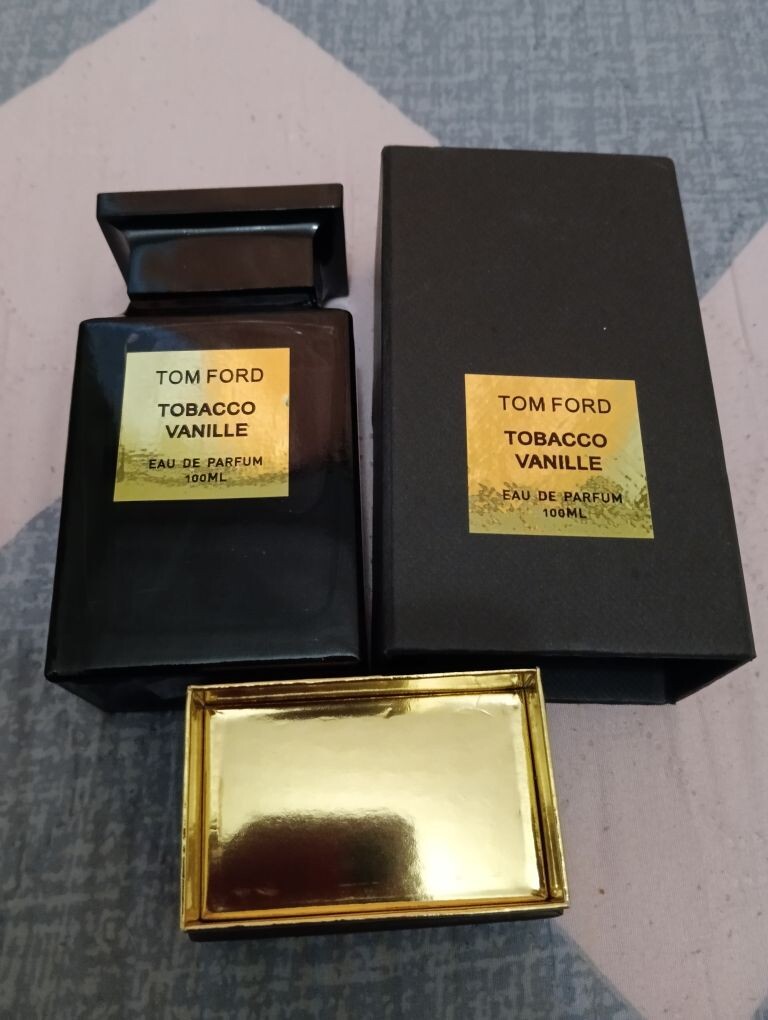 TOM FORD
TOBACCO
VANILLE
EAU DE PARFUM
100ML
TOM FORD
TOBACCO
VANILLE
EAU DE PARFUM
100ML